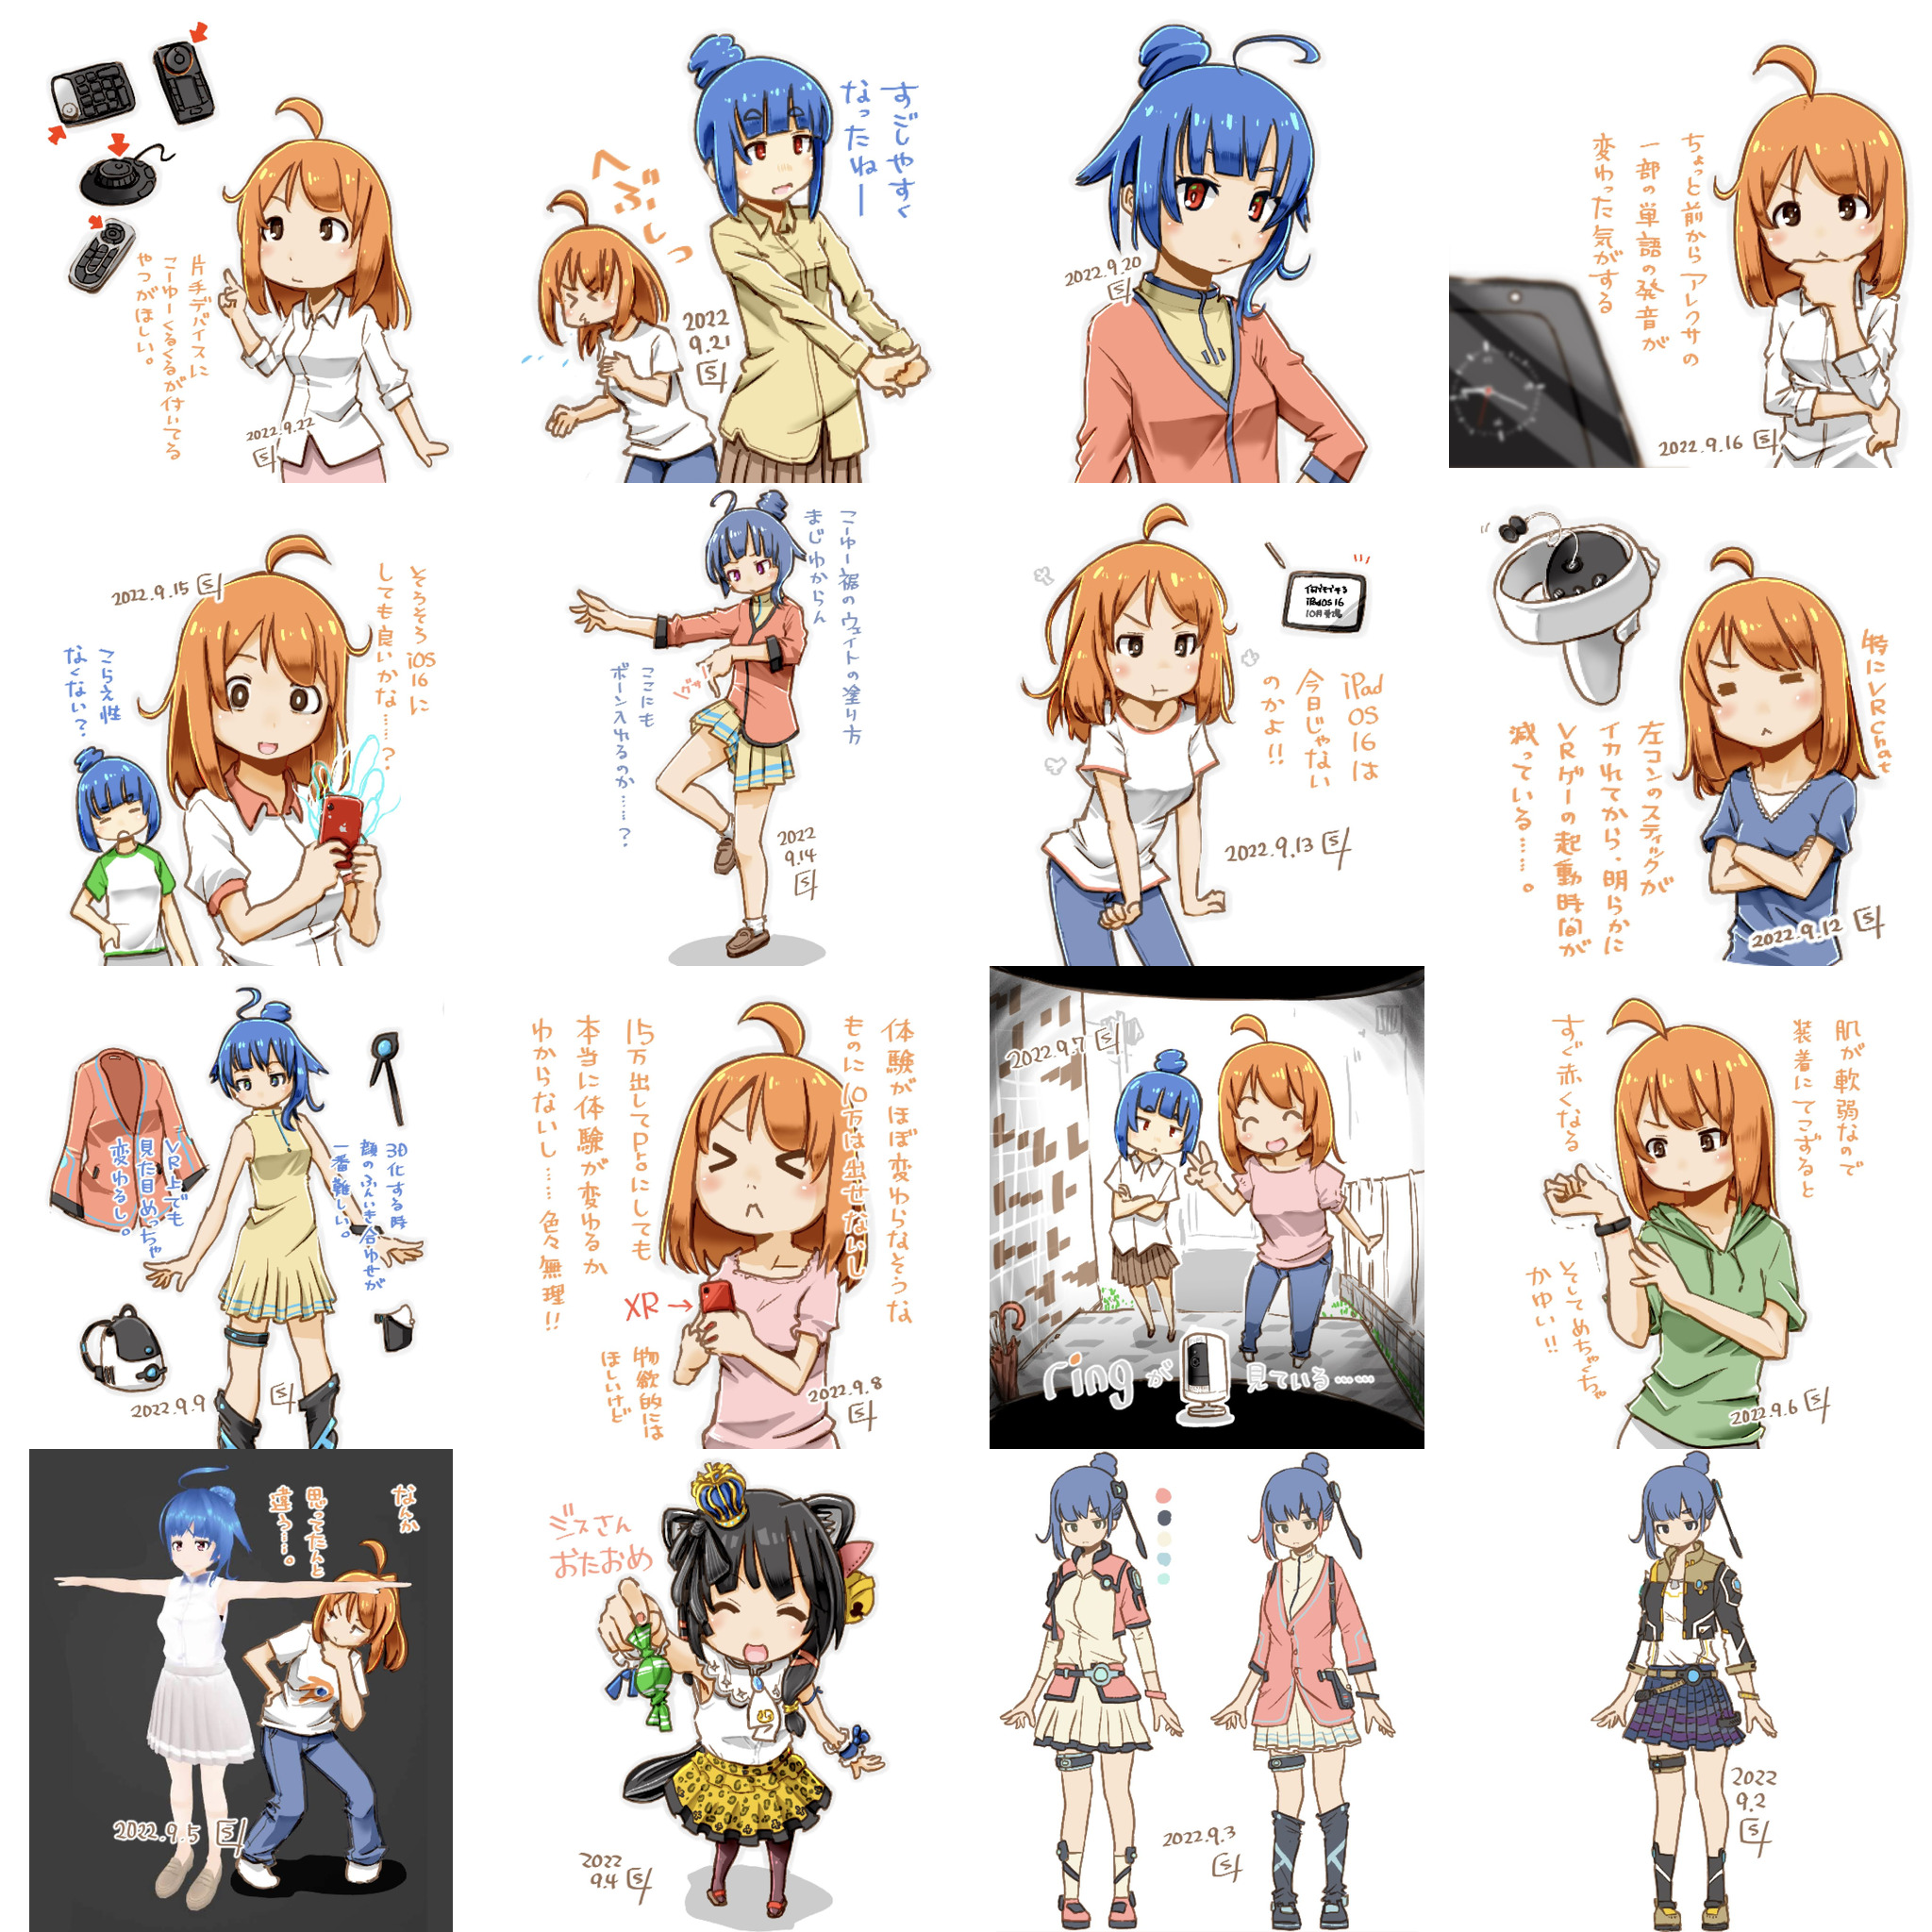 片手デバイスに
こーゆーくるくるが付いてる
やつがほしい。
2022.9.22
すごしやすく
なったねー
へぶしっ
2022
9.21
2022.9.20
ちょっと前からアレクサの
一部の単語の発音が
変わった気がする
2022.9.16
2022.9.15
そろそろiOS16に
しても良いかな……?
こらえ性
なくない?
こーゆー裾のウェイトの塗り方
まじわからん
グッ
ここにも
ボーン入れるのか……?
2022
9.14
iPadOS16
10月登場
iPad
OS
16は
今日じゃない
のかよ!!
2022.9.13
特にVRChat
左コンのスティックが
イカれてから、明らかに
VRゲーの起動時間が
減っている……。
2022.9.12
3D化する時
顔のふんいき合わせが
一番難しい。
VR上でも
見た目めっちゃ
変わるし。
2022.9.9
体験がほぼ変わらなそうな
ものに10万は出せないし
15万出してProにしても
本当に体験が変わるか
わからないし……色々無理!!
XR→
物欲的には
ほしいけど
2022.9.8
2022.9.7
ringが
見ている……
肌が軟弱なので
装着にてこずると
すぐ赤くなる
そしてめちゃくちゃ
かゆい!!
2022.9.6
なんか
思ってたんと
違う……。
2022.9.5
ミスさん
おたおめ
2022
9.4
2022.9.3
2022
9.2